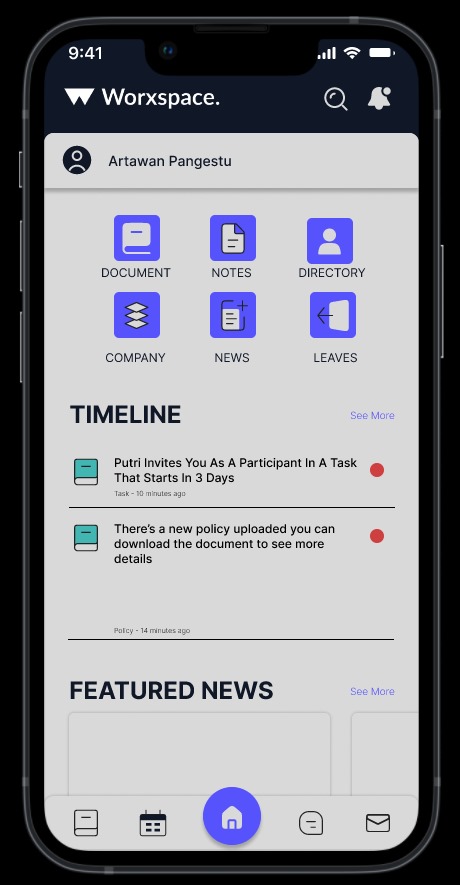 9:41
Worxspace.
Artawan Pangestu
DOCUMENT NOTES DIRECTORY
COMPANY NEWS LEAVES
TIMELINE See More
Putri Invites You As A Participant In A Task
That Starts In 3 Days
Task - 10 minutes ago
There's a new policy uploaded you can
download the document to see more
details
Policy - 14 minutes ago
FEATURED NEWS See More